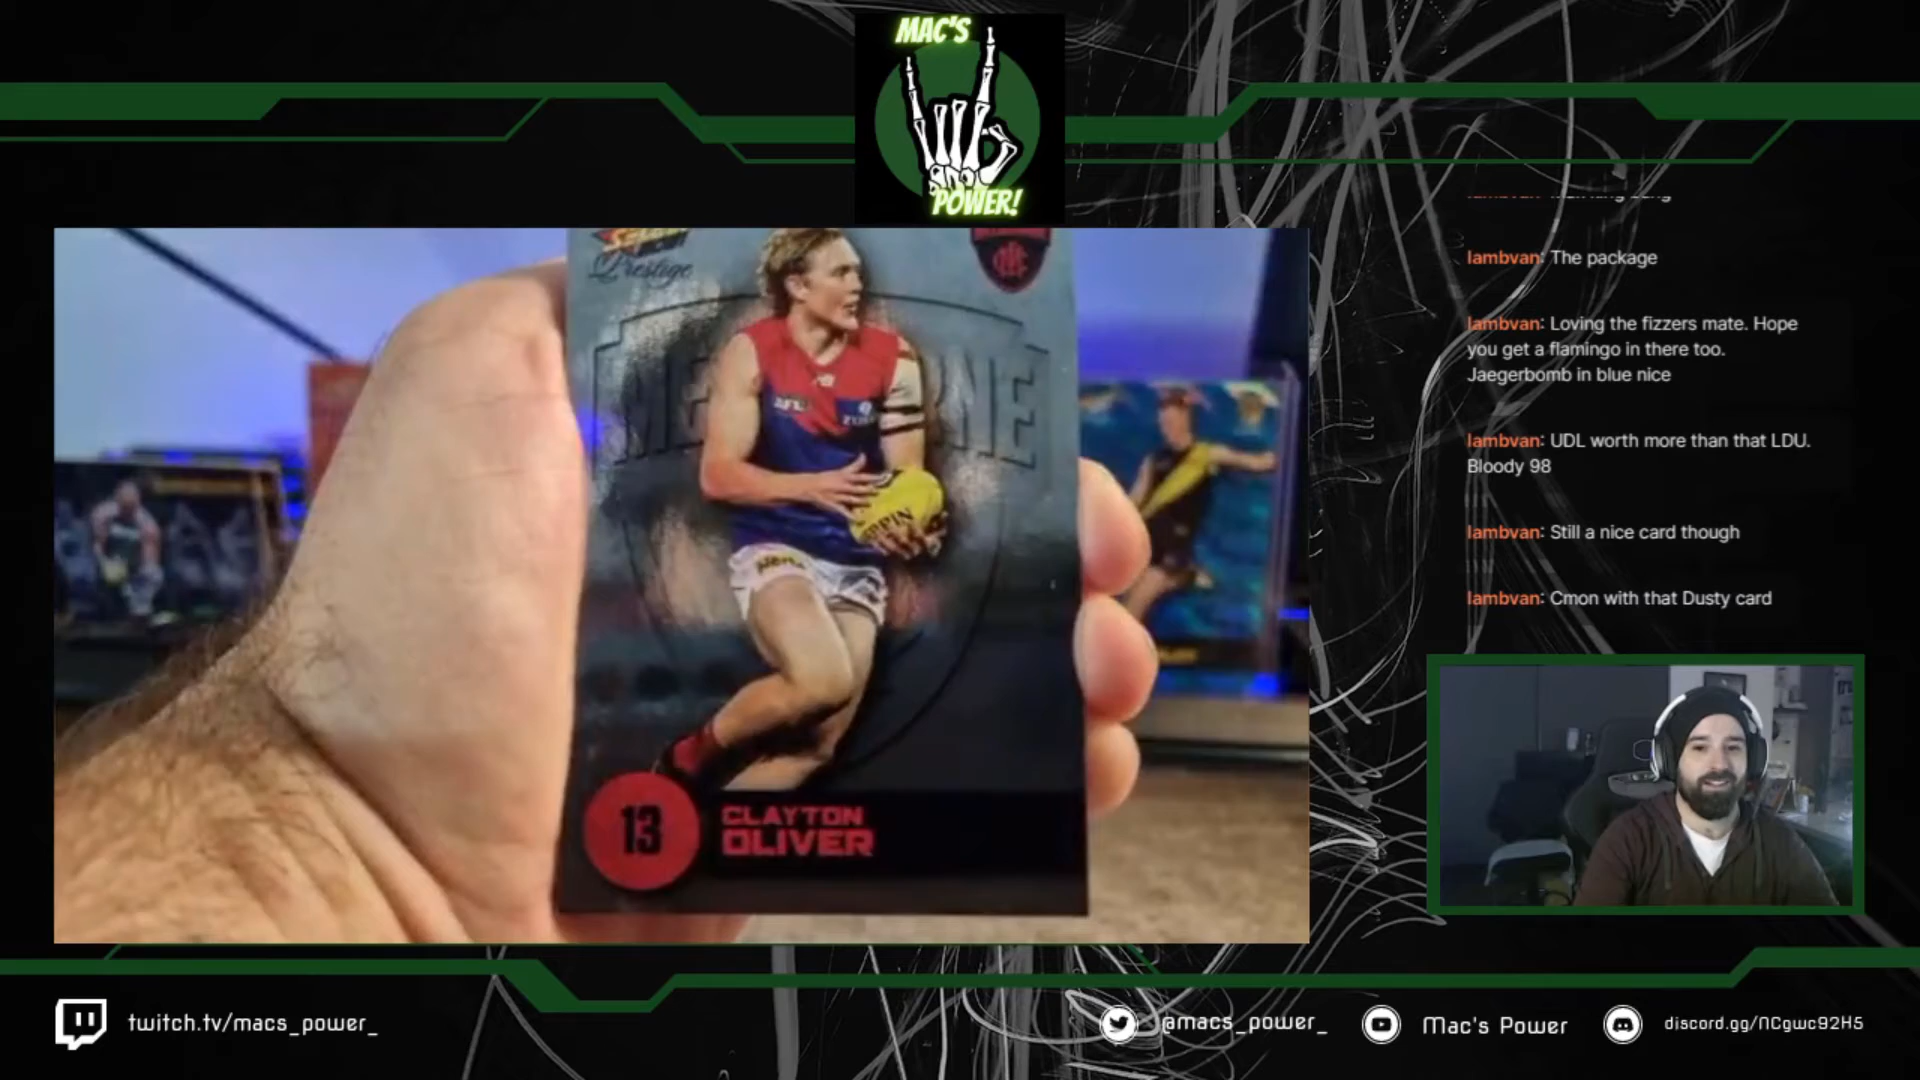 MAC'S
POWER!
Select
Prestige
AFL
13
CLAYTON
OLIVER
lambvan: The package
lambvan: Loving the fizzers mate. Hope
you get a flamingo in there too.
Jaegerbomb in blue nice
lambvan: UDL worth more than that LDU.
Bloody 98
lambvan: Still a nice card though
lambvan: Cmon with that Dusty card
twitch.tv/macs_power_
@macs_power_
Mac's Power
discord.gg/NCgwc92H5